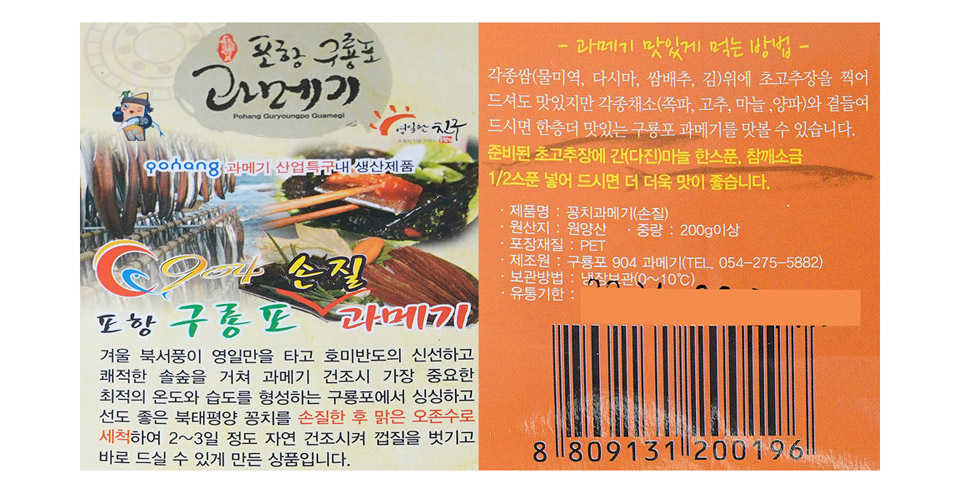 포항 구룡포
과메기
Pohang Guryoungpo Guamegi
영일만 친구
pohang 과메기 산업특구내 생산제품
904 손질
포항 구룡포 과메기
겨울 북서풍이 영일만을 타고 호미반도의 신선하고
쾌적한 솔숲을 거쳐 과메기 건조시 가장 중요한
최적의 온도와 습도를 형성하는 구룡포에서 싱싱하고
선도 좋은 북태평양 꽁치를 손질한 후 맑은 오존수로
세척하여 2~3일 정도 자연 건조시켜 껍질을 벗기고
바로 드실 수 있게 만든 상품입니다.
- 과메기 맛있게 먹는 방법 -
각종쌈(물미역, 다시마, 쌈배추, 김)위에 초고추장을 찍어
드셔도 맛있지만 각종채소(쪽파, 고추, 마늘 ,양파)와 곁들여
드시면 한층더 맛있는 구룡포 과메기를 맛볼 수 있습니다.
준비된 초고추장에 간(다진)마늘 한스푼, 참깨소금
1/2스푼 넣어 드시면 더 더욱 맛이 좋습니다.
· 제품명 : 꽁치과메기(손질)
· 원산지 : 원양산 · 중량 : 200g이상
· 포장재질 : PET
· 제조원 : 구룡포 904 과메기(TEL. 054-275-5882)
· 보관방법 : 냉장보관(0~10℃)
· 유통기한 :
8 809131 200196